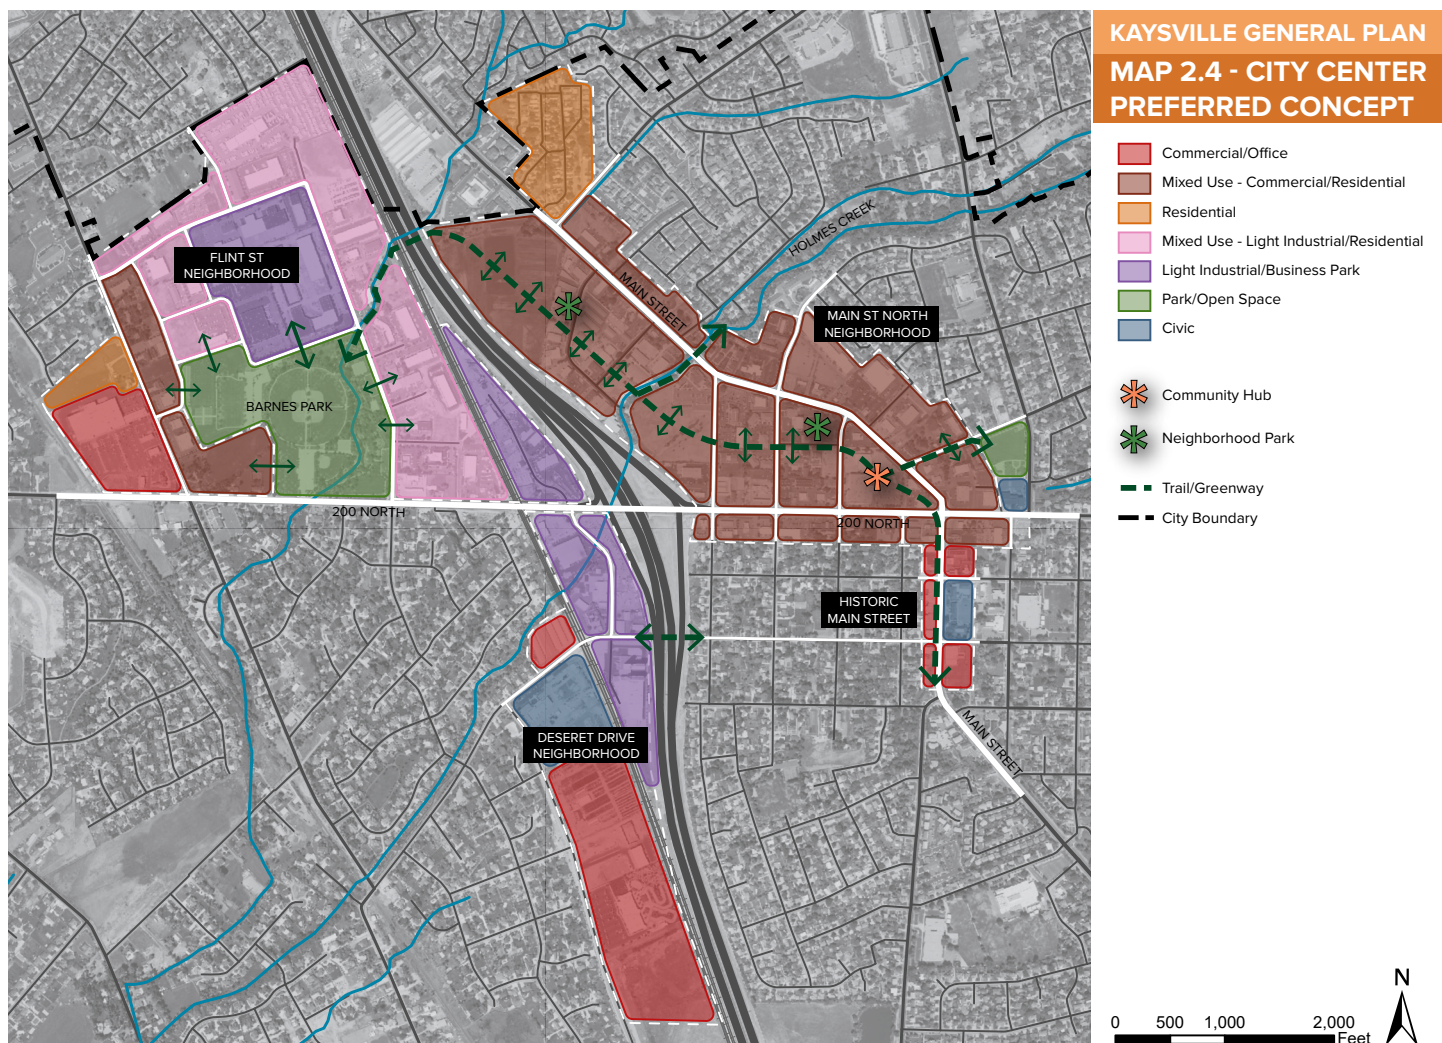 KAYSVILLE GENERAL PLAN
MAP 2.4 - CITY CENTER
PREFERRED CONCEPT
Commercial/Office
Mixed Use - Commercial/Residential
Residential
Mixed Use - Light Industrial/Residential
Light Industrial/Business Park
Park/Open Space
Civic
Community Hub
Neighborhood Park
Trail/Greenway
City Boundary
HOLMES CREEK
FLINT ST
NEIGHBORHOOD
MAIN STREET
MAIN ST NORTH
NEIGHBORHOOD
BARNES PARK
200 NORTH
200 NORTH
HISTORIC
MAIN STREET
DESERET DRIVE
NEIGHBORHOOD
MAIN STREET
N
0 500 1,000 2,000
Feet